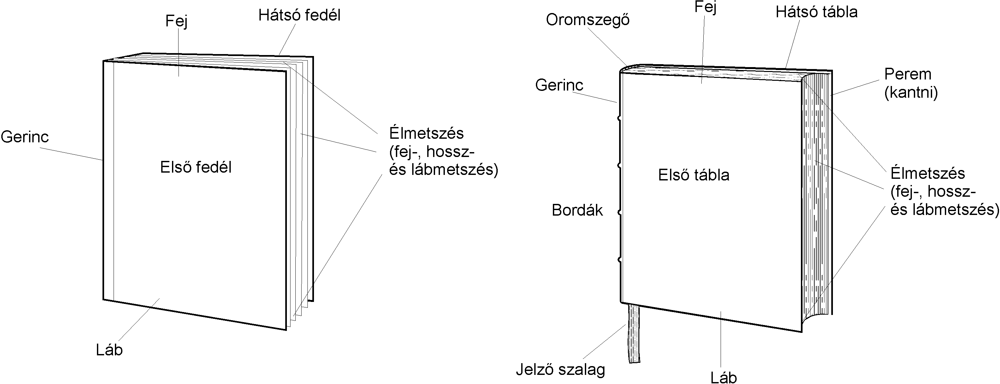 Fej
Hátsó fedél
Gerinc
Első fedél
Élmetszés
(fej-, hossz-
és lábmetszés)
Láb
Oromszegő
Fej
Hátsó tábla
Gerinc
Perem
(kantni)
Első tábla
Élmetszés
(fej-, hossz-
és lábmetszés)
Bordák
Jelző szalag
Láb